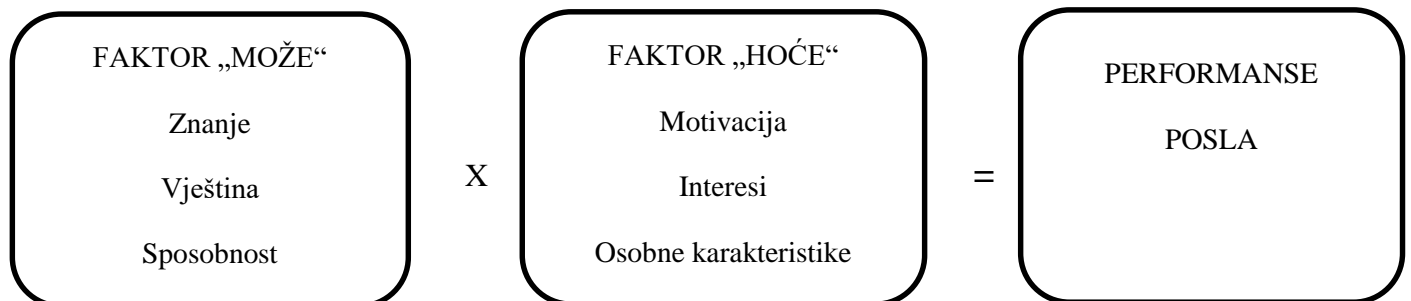 FAKTOR „MOŽE“
Znanje
Vještina
Sposobnost
X
FAKTOR „HOĆE“
Motivacija
Interesi
Osobne karakteristike
=
PERFORMANSE
POSLA